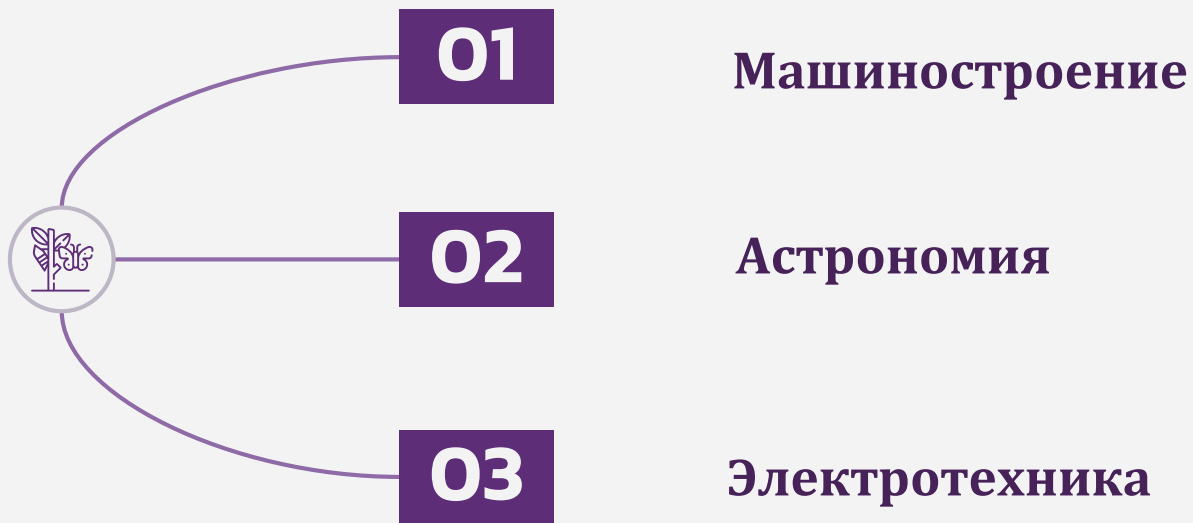 01
Машиностроение
02
Астрономия
03
Электротехника